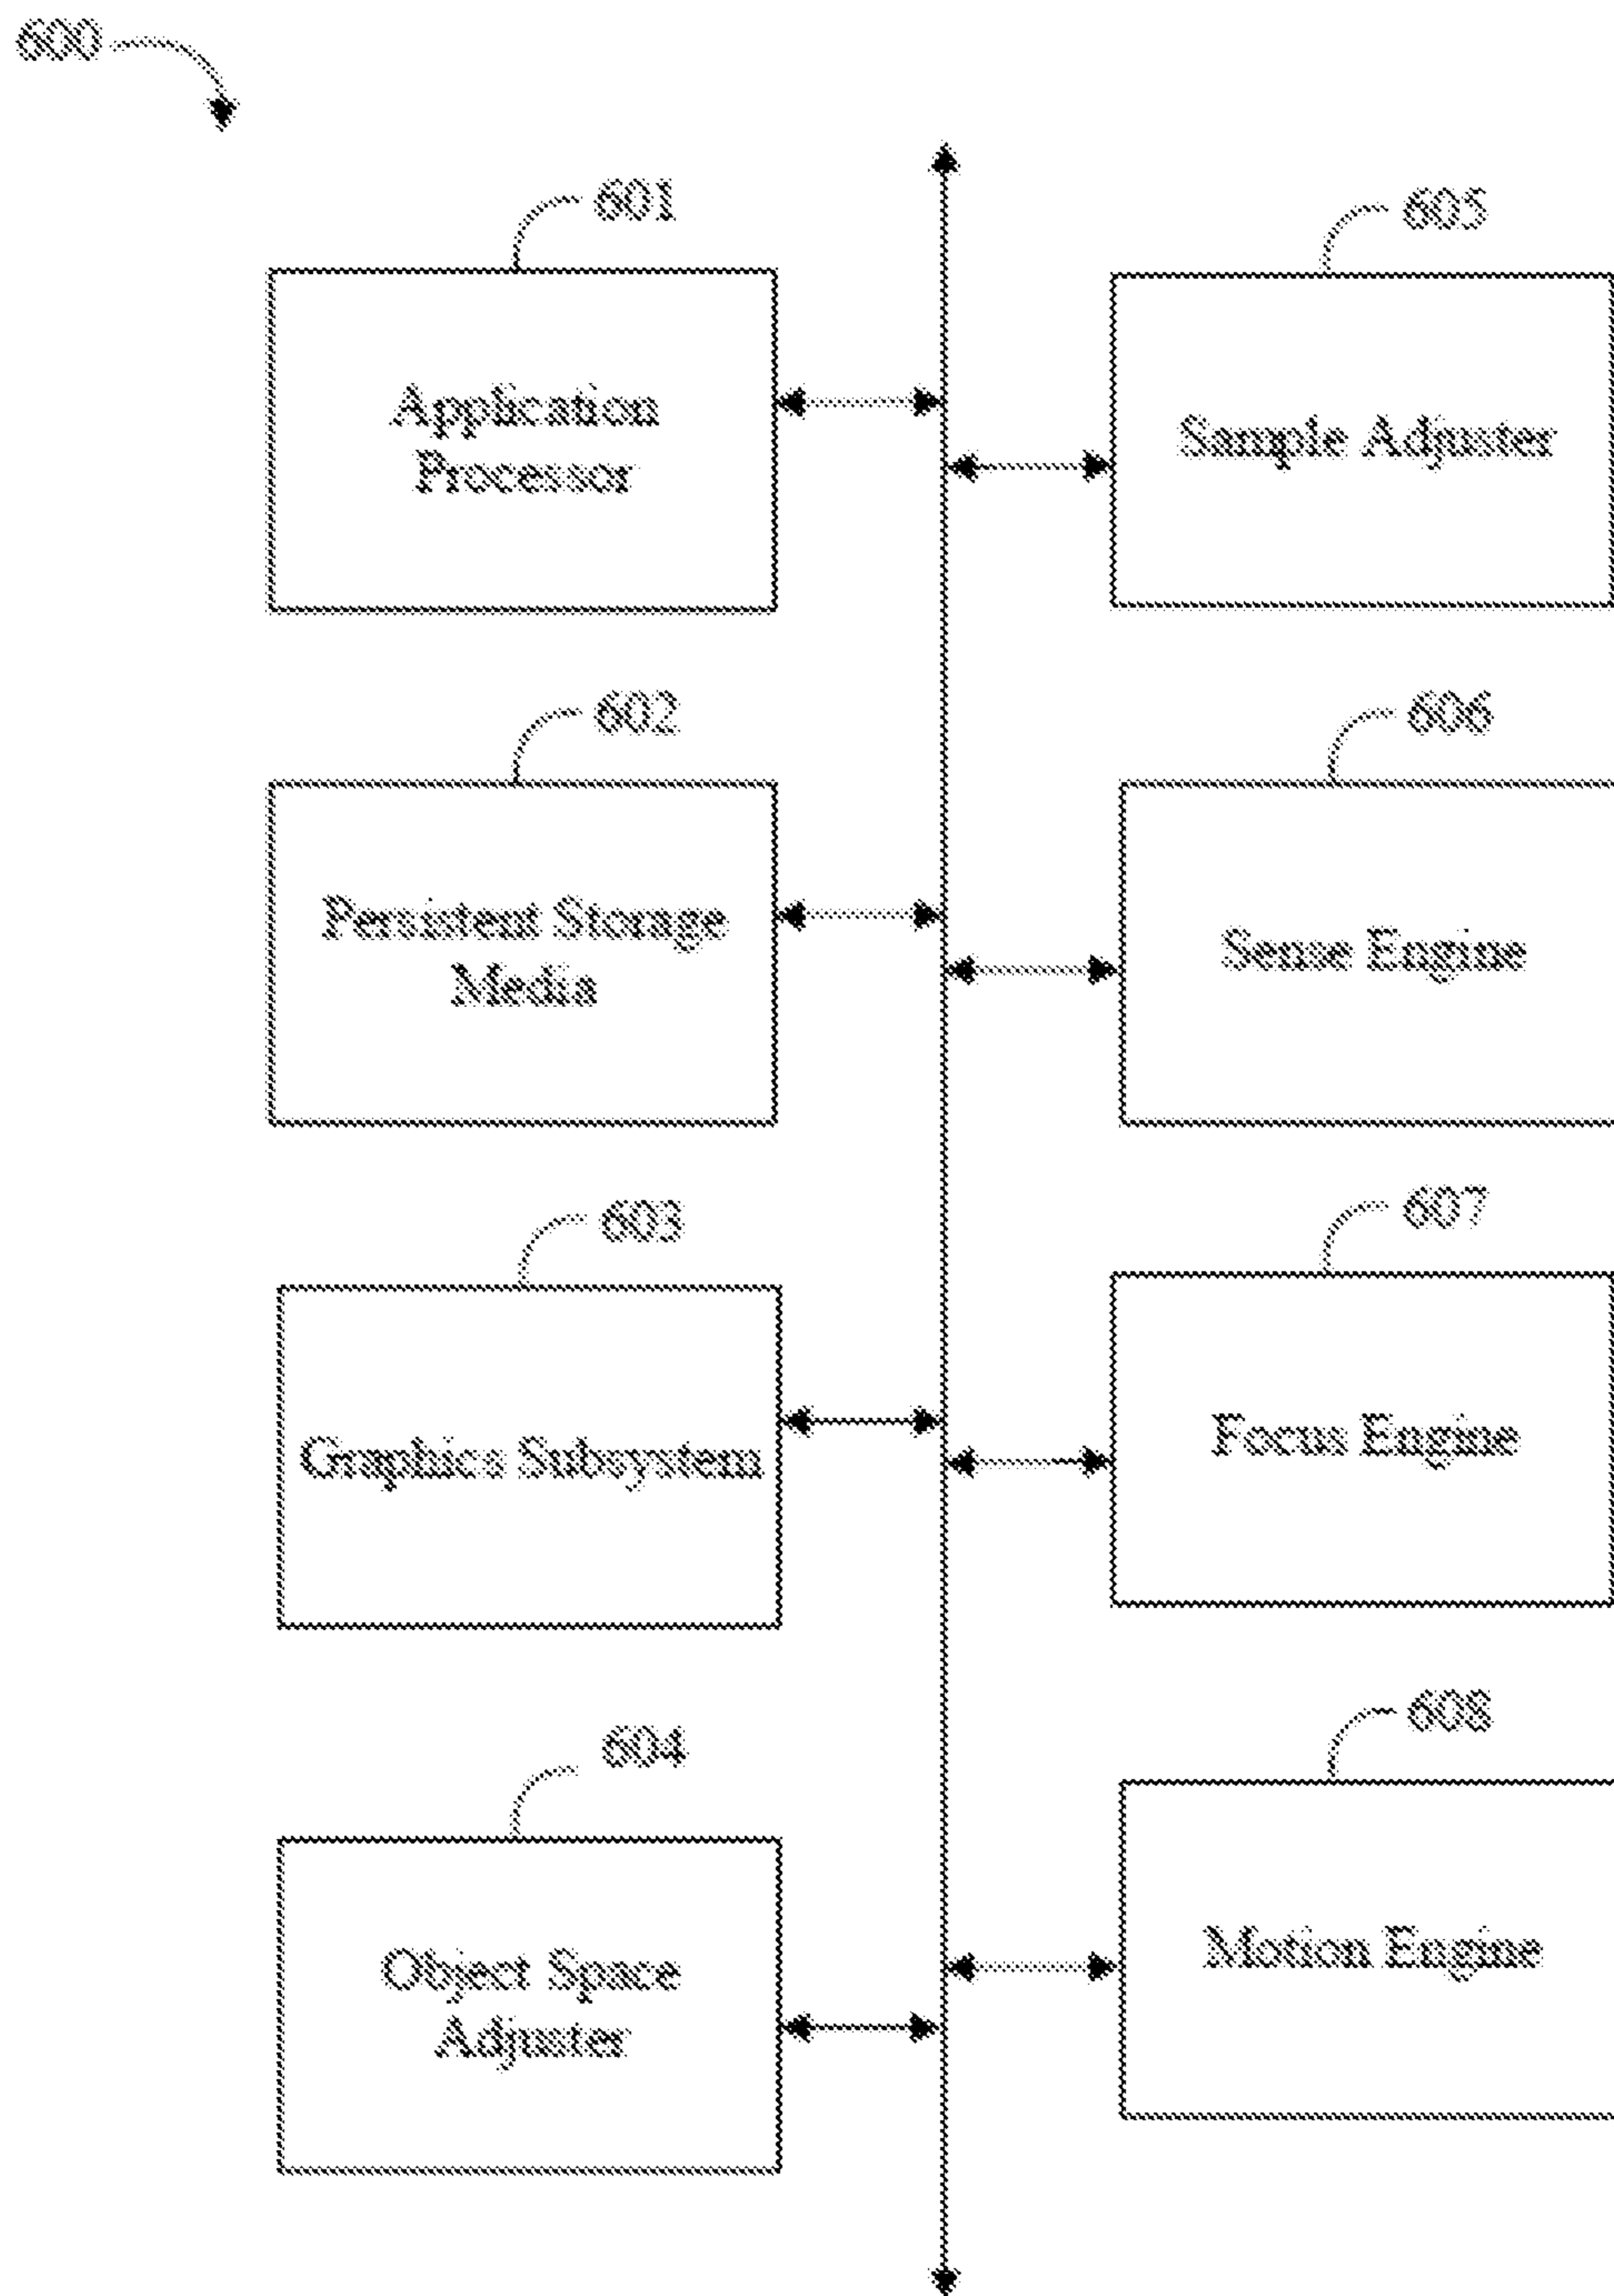 600
601
Application
Processor
602
Persistent Storage
Media
603
Graphics Subsystem
604
Object Space
Adjuster
605
Sample Adjuster
606
Sense Engine
607
Focus Engine
608
Motion Engine